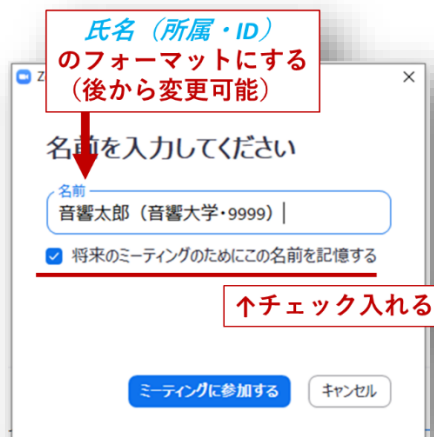 氏名（所属・ID）
のフォーマットにする
（後から変更可能）
名前を入力してください
名前
音響太郎（音響大学・9999）
将来のミーティングのためにこの名前を記憶する
↑チェック入れる
ミーティングに参加する
キャンセル